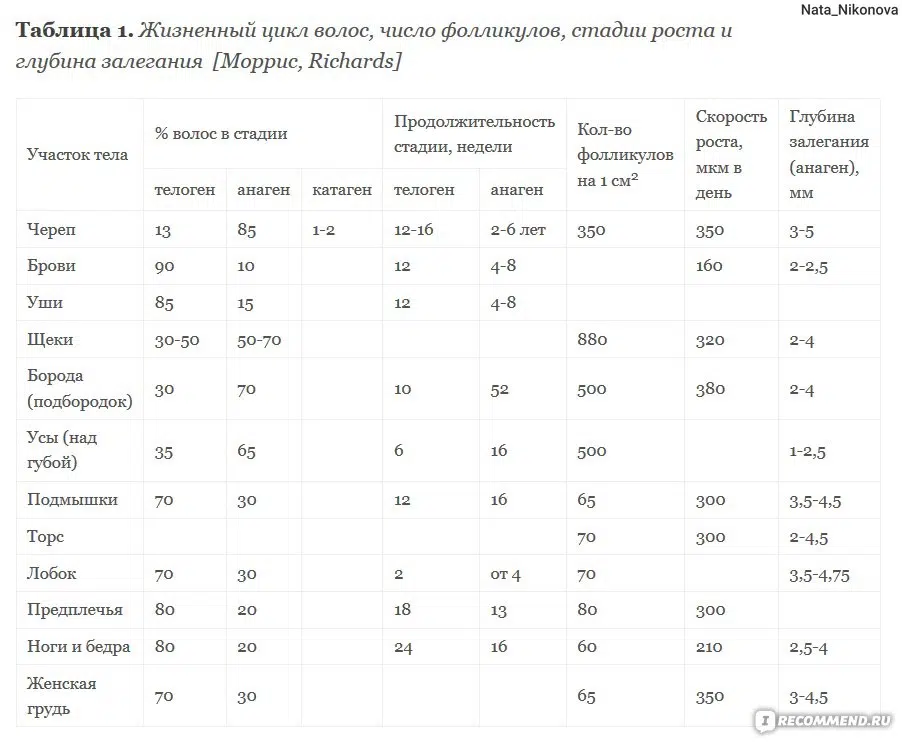 Nata_Nikonova
Таблица 1. Жизненный цикл волос, число фолликулов, стадии роста и
глубина залегания [Моррис, Richards]
Участок тела % волос в стадии Продолжительность стадии, недели Кол-во фолликулов на 1 см² Скорость роста, мкм в день Глубина залегания (анаген), мм
телоген анаген катаген телоген анаген
Череп 13 85 1-2 12-16 2-6 лет 350 350 3-5
Брови 90 10 12 4-8 160 2-2,5
Уши 85 15 12 4-8
Щеки 30-50 50-70 880 320 2-4
Борода (подбородок) 30 70 10 52 500 380 2-4
Усы (над губой) 35 65 6 16 500 1-2,5
Подмышки 70 30 12 16 65 300 3,5-4,5
Торс 70 300 2-4,5
Лобок 70 30 2 от 4 70 3,5-4,75
Предплечья 80 20 18 13 80 300
Ноги и бедра 80 20 24 16 60 210 2,5-4
Женская грудь 70 30 65 350 3-4,5
I RECOMMEND.RU